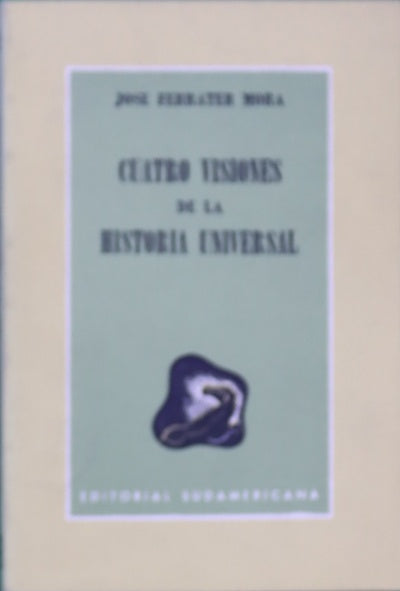 JOSE FERRATER MORA
CUATRO VISIONES
DE LA
HISTORIA UNIVERSAL
EDITORIAL SUDAMERICANA